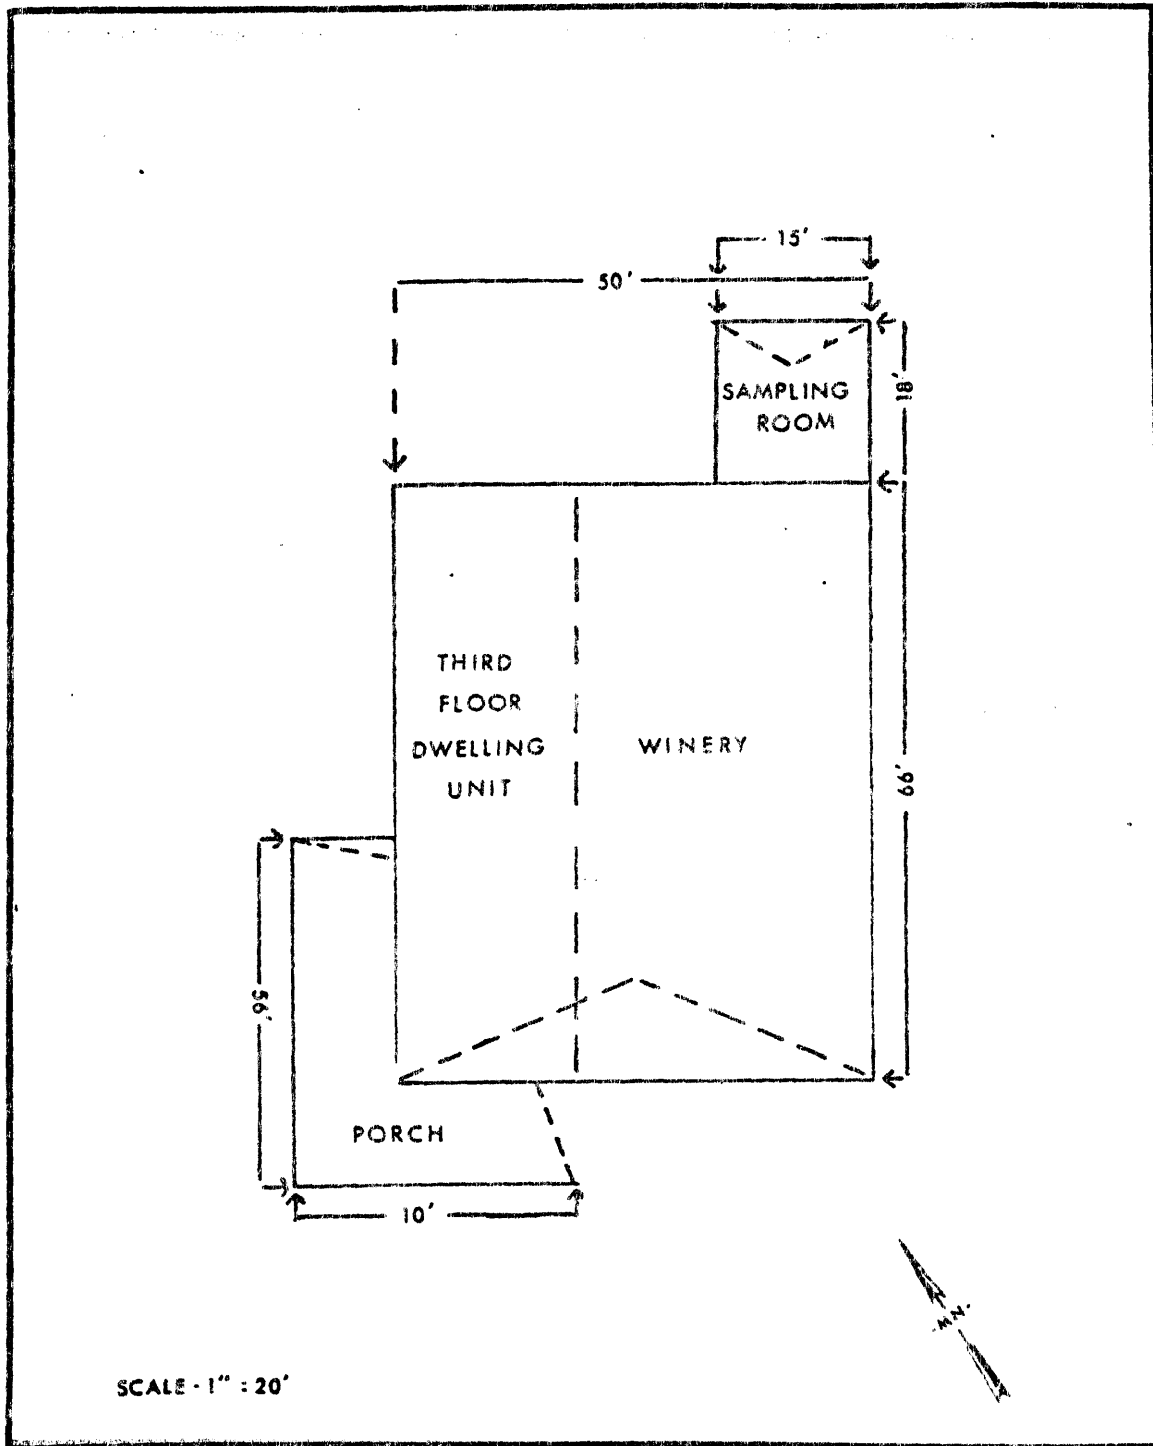 15'
50'
SAMPLING
ROOM
18'
THIRD
FLOOR
DWELLING
UNIT
WINERY
66'
56'
PORCH
10'
N.
W.
SCALE - 1" : 20'